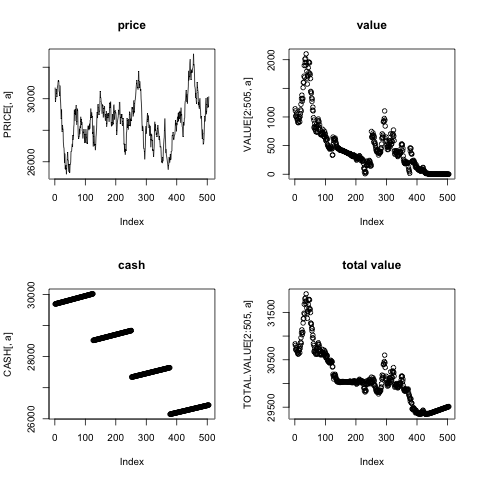 price
PRICE[, a]
26000 30000
0 100 200 300 400 500
Index
value
VALUE[2:505, a]
0 500 1000 2000
0 100 200 300 400 500
Index
cash
CASH[, a]
26000 28000 30000
0 100 200 300 400 500
Index
total value
TOTAL.VALUE[2:505, a]
29500 30500 31500
0 100 200 300 400 500
Index